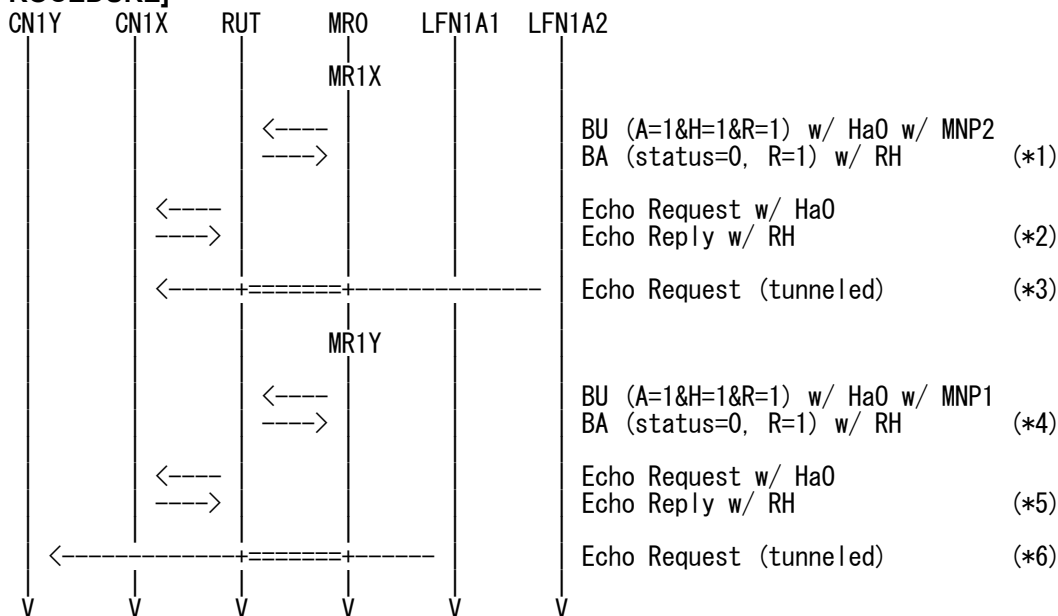 ROCEDURE]
CN1Y CN1X RUT MR0 LFN1A1 LFN1A2
MR1X
<---- BU (A=1&H=1&R=1) w/ HaO w/ MNP2
----> BA (status=0, R=1) w/ RH (*1)
<---- Echo Request w/ HaO
----> Echo Reply w/ RH (*2)
<-----+=======+-------------- Echo Request (tunneled) (*3)
MR1Y
<---- BU (A=1&H=1&R=1) w/ HaO w/ MNP1
----> BA (status=0, R=1) w/ RH (*4)
<---- Echo Request w/ HaO
----> Echo Reply w/ RH (*5)
<-------------+=======+------ Echo Request (tunneled) (*6)
V V V V V V